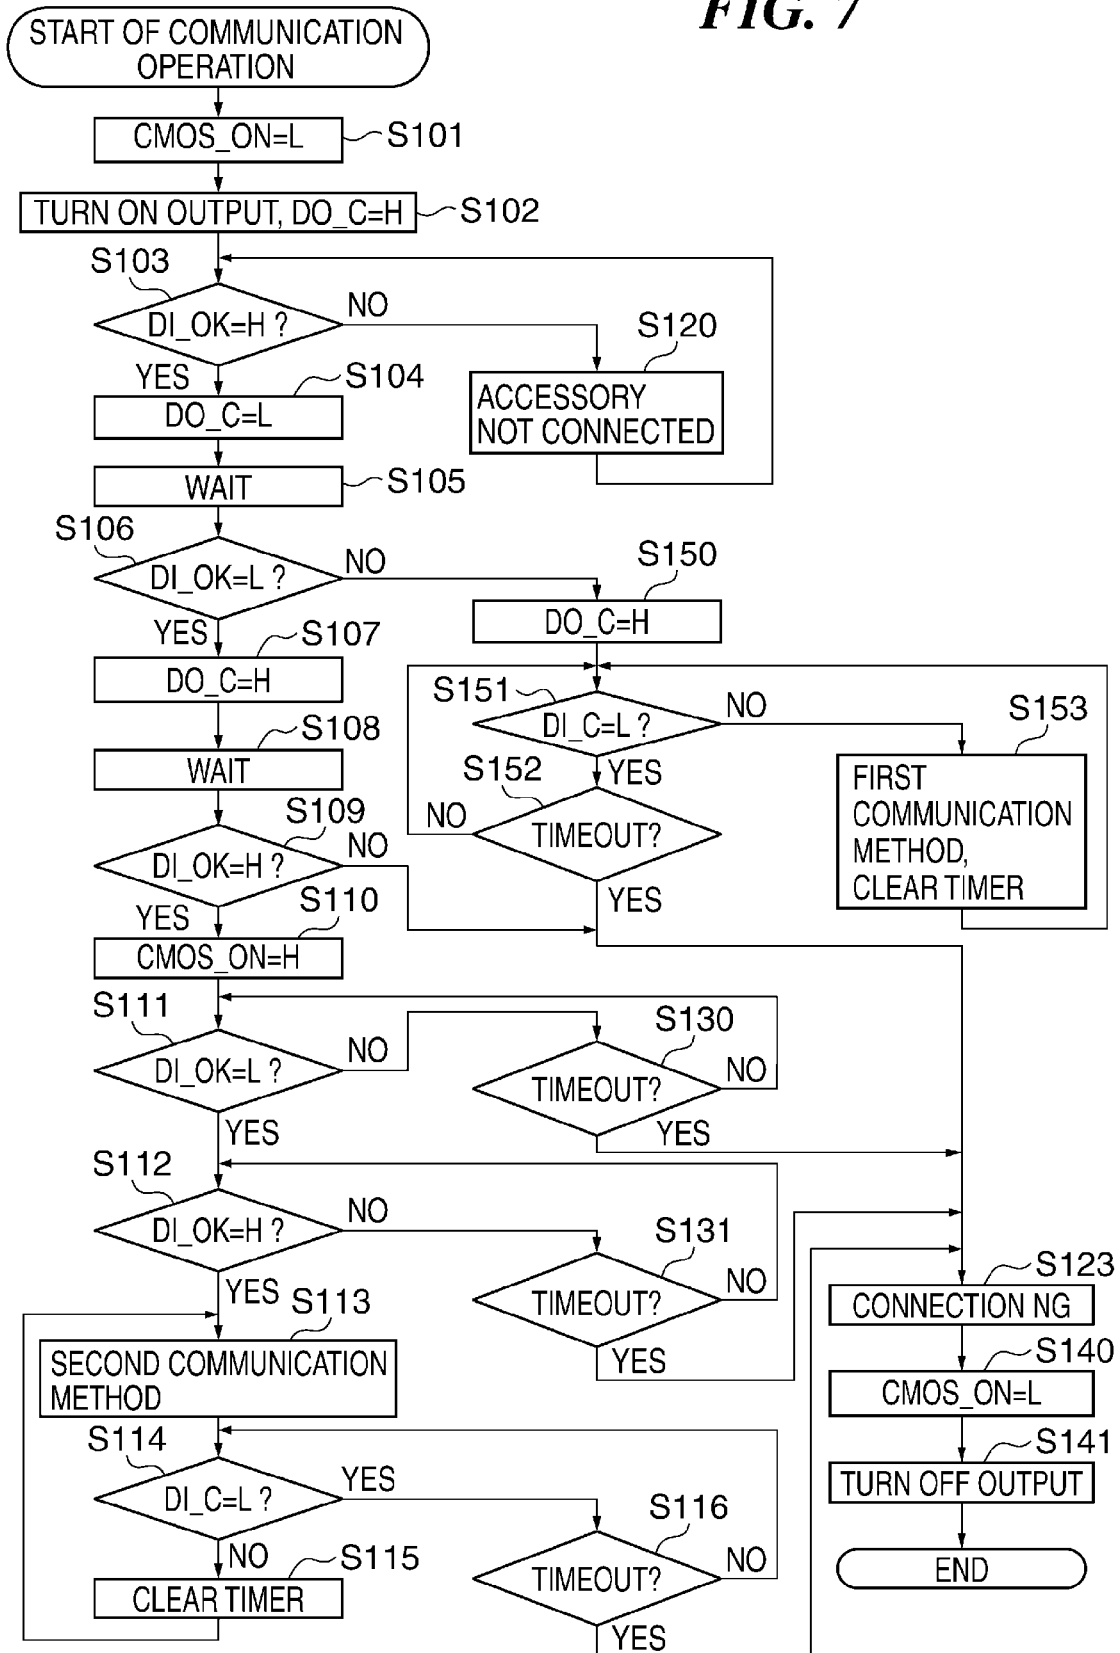 FIG. 7
START OF COMMUNICATION
OPERATION
CMOS_ON=L
S101
TURN ON OUTPUT, DO_C=H
S102
S103
DI_OK=H ?
NO
YES
S120
ACCESSORY
NOT CONNECTED
S104
DO_C=L
WAIT
S105
S106
DI_OK=L ?
NO
YES
S150
DO_C=H
S107
DO_C=H
S151
DI_C=L ?
NO
YES
S153
FIRST
COMMUNICATION
METHOD,
CLEAR TIMER
S108
WAIT
S152
TIMEOUT?
NO
YES
S109
DI_OK=H ?
NO
YES
S110
CMOS_ON=H
S111
DI_OK=L ?
NO
YES
S130
TIMEOUT?
NO
YES
S112
DI_OK=H ?
NO
YES
S131
TIMEOUT?
NO
YES
S113
SECOND COMMUNICATION
METHOD
S123
CONNECTION NG
S140
CMOS_ON=L
S141
TURN OFF OUTPUT
END
S114
DI_C=L ?
YES
NO
S116
TIMEOUT?
NO
YES
S115
CLEAR TIMER